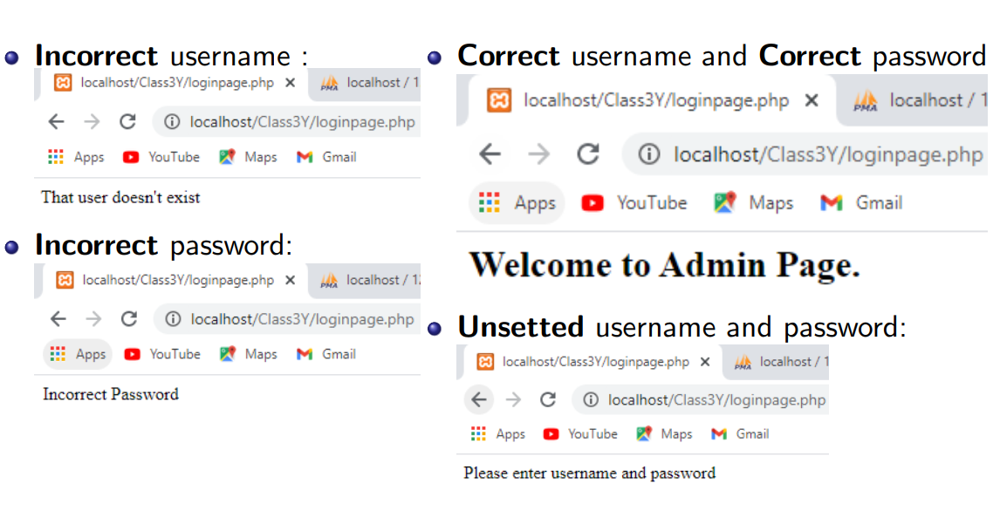 Incorrect username :
localhost/Class3Y/loginpage.php
localhost / 1
localhost/Class3Y/loginpage.php
Apps YouTube Maps Gmail
That user doesn't exist
Incorrect password:
localhost/Class3Y/loginpage.php
localhost / 12
localhost/Class3Y/loginpage.php
Apps YouTube Maps Gmail
Incorrect Password
Correct username and Correct password
localhost/Class3Y/loginpage.php
PMA localhost / 1
localhost/Class3Y/loginpage.php
Apps YouTube Maps Gmail
Welcome to Admin Page.
Unsetted username and password:
localhost/Class3Y/loginpage.php
localhost / 1
localhost/Class3Y/loginpage.php
Apps YouTube Maps Gmail
Please enter username and password